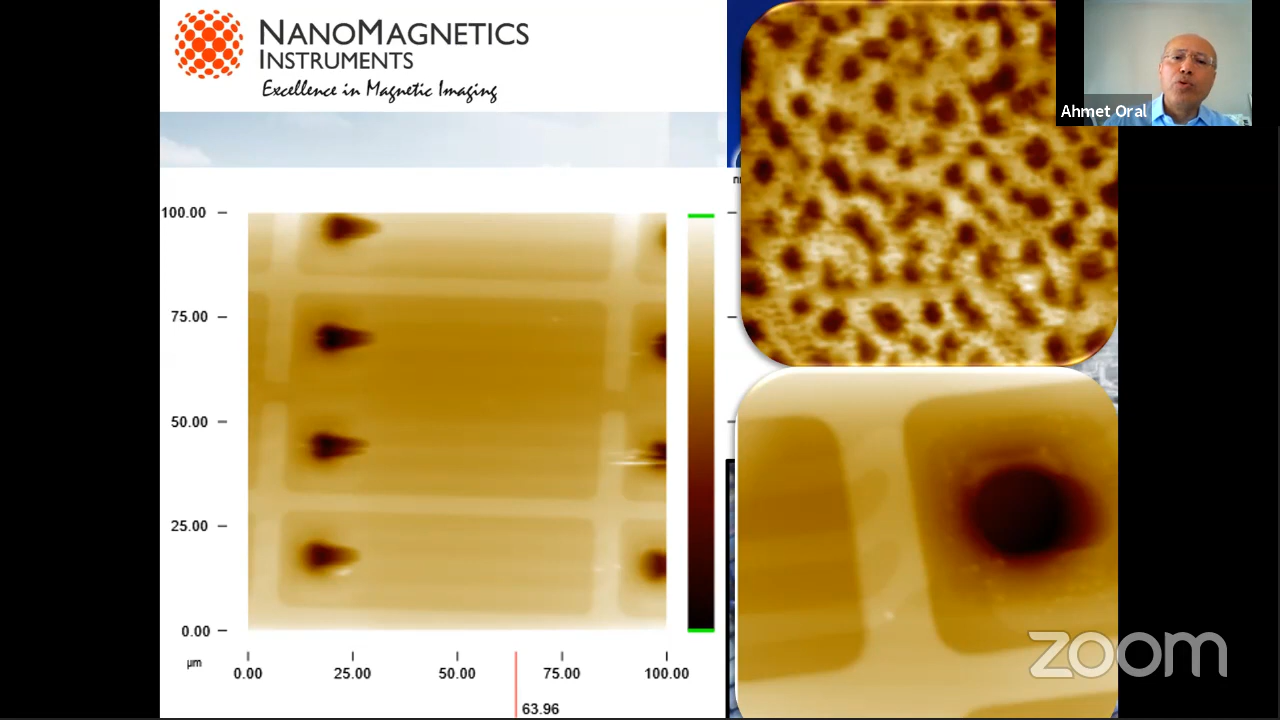 NANOMAGNETICS
INSTRUMENTS
Excellence in Magnetic Imaging
Ahmet Oral
100.00
75.00
50.00
25.00
0.00
µm
0.00
25.00
50.00
75.00
100.00
63.96
zoom